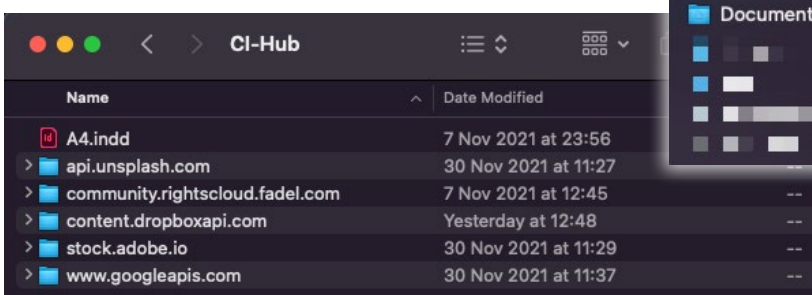 Document
CI-Hub
Name Date Modified
A4.indd 7 Nov 2021 at 23:56
api.unsplash.com 30 Nov 2021 at 11:27 --
community.rightscloud.fadel.com 7 Nov 2021 at 12:45 --
content.dropboxapi.com Yesterday at 12:48 --
stock.adobe.io 30 Nov 2021 at 11:29 --
www.googleapis.com 30 Nov 2021 at 11:37 --